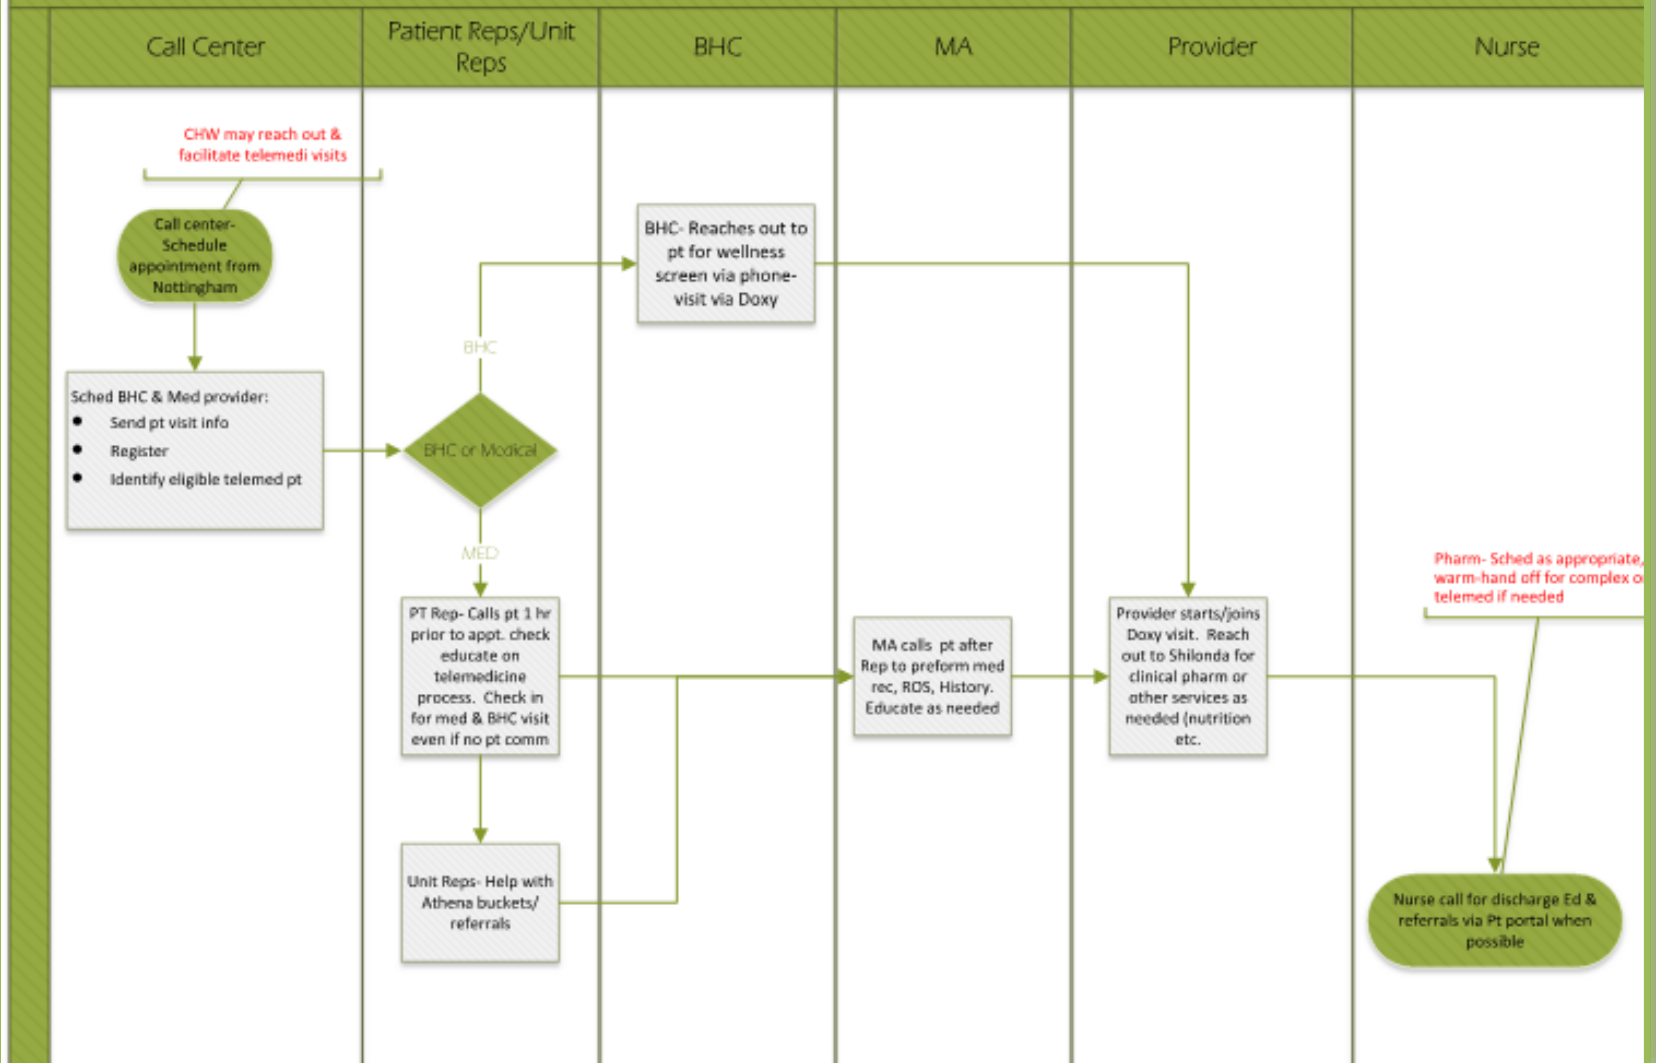 Call Center
Patient Reps/Unit
Reps
BHC
MA
Provider
Nurse
CHW may reach out &
facilitate telemedi visits
Call center-
Schedule
appointment from
Nottingham
Sched BHC & Med provider:
● Send pt visit info
● Register
● Identify eligible telemed pt
BHC
BHC or Medical
MED
PT Rep- Calls pt 1 hr
prior to appt. check
educate on
telemedicine
process.  Check in
for med & BHC visit
even if no pt comm
Unit Reps- Help with
Athena buckets/
referrals
BHC- Reaches out to
pt for wellness
screen via phone-
visit via Doxy
MA calls  pt after
Rep to preform med
rec, ROS, History.
Educate as needed
Provider starts/joins
Doxy visit.  Reach
out to Shilonda for
clinical pharm or
other services as
needed (nutrition
etc.
Pharm- Sched as appropriate,
warm-hand off for complex
telemed if needed
Nurse call for discharge Ed &
referrals via Pt portal when
possible